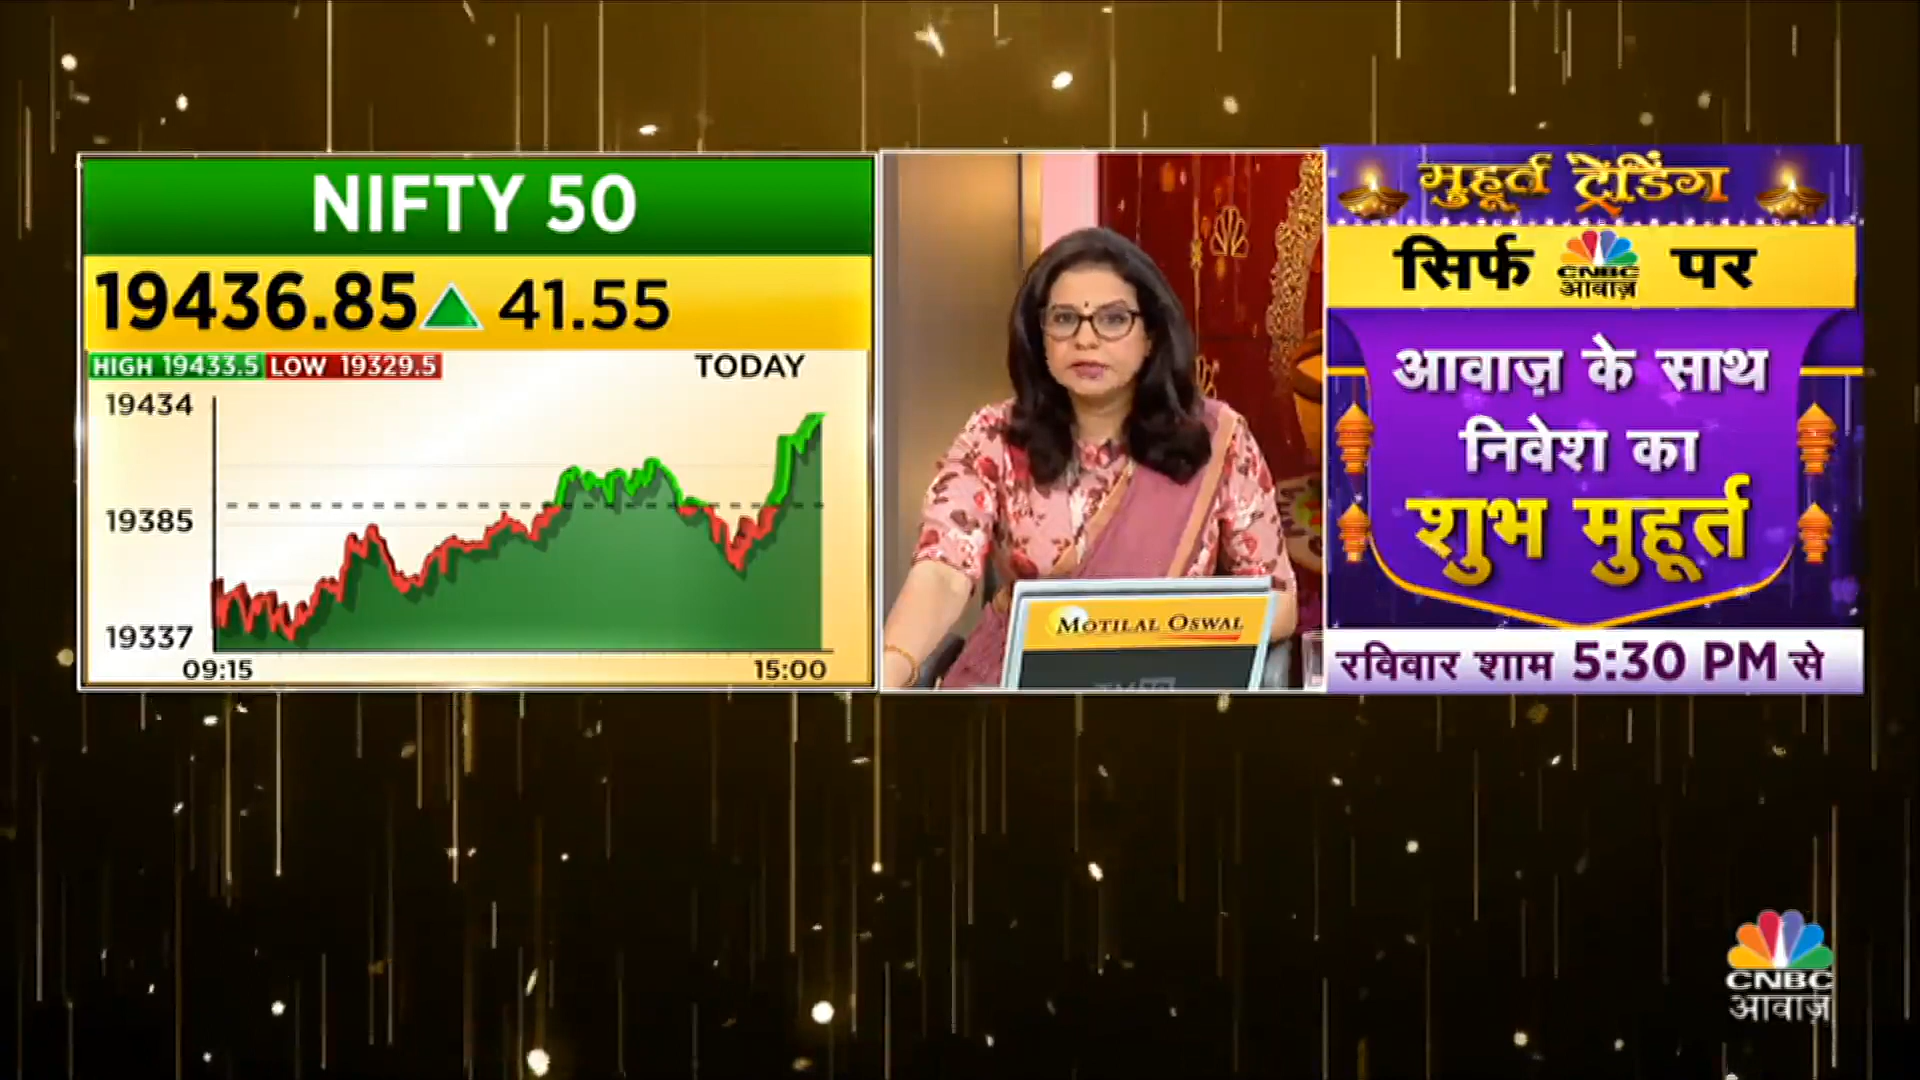 NIFTY 50
19436.85 41.55
HIGH 19433.5 LOW 19329.5 TODAY
19434
19385
19337
09:15 15:00
MOTILAL OSWAL
मुहूर्त ट्रेडिंग
सिर्फ CNBC आवाज़ पर
आवाज़ के साथ
निवेश का
शुभ मुहूर्त
रविवार शाम 5:30 PM से
CNBC
आवाज़